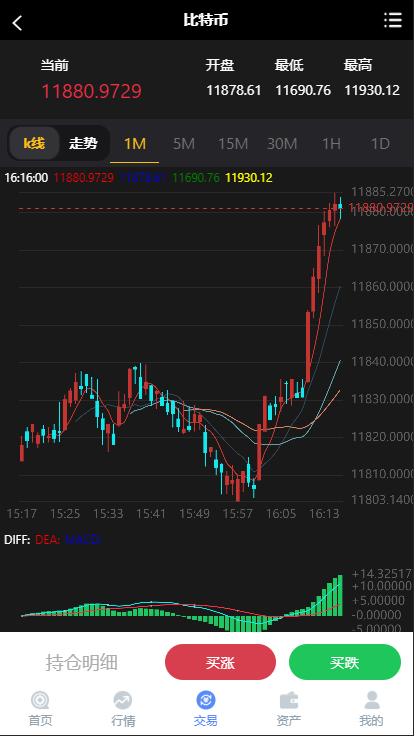 比特币
当前 开盘 最低 最高
11880.9729 11878.61 11690.76 11930.12
k线 走势 1M 5M 15M 30M 1H 1D
16:16:00 11880.9729 11878.61 11690.76 11930.12
11885.2700
11880.9729
11870.0000
11860.0000
11850.0000
11840.0000
11830.0000
11820.0000
11810.0000
11803.1400
15:17 15:25 15:33 15:41 15:49 15:57 16:05 16:13
DIFF: DEA: MACD:
+14.32517
+10.00000
+5.00000
-0.00000
-5.00000
持仓明细 买涨 买跌
首页 行情 交易 资产 我的